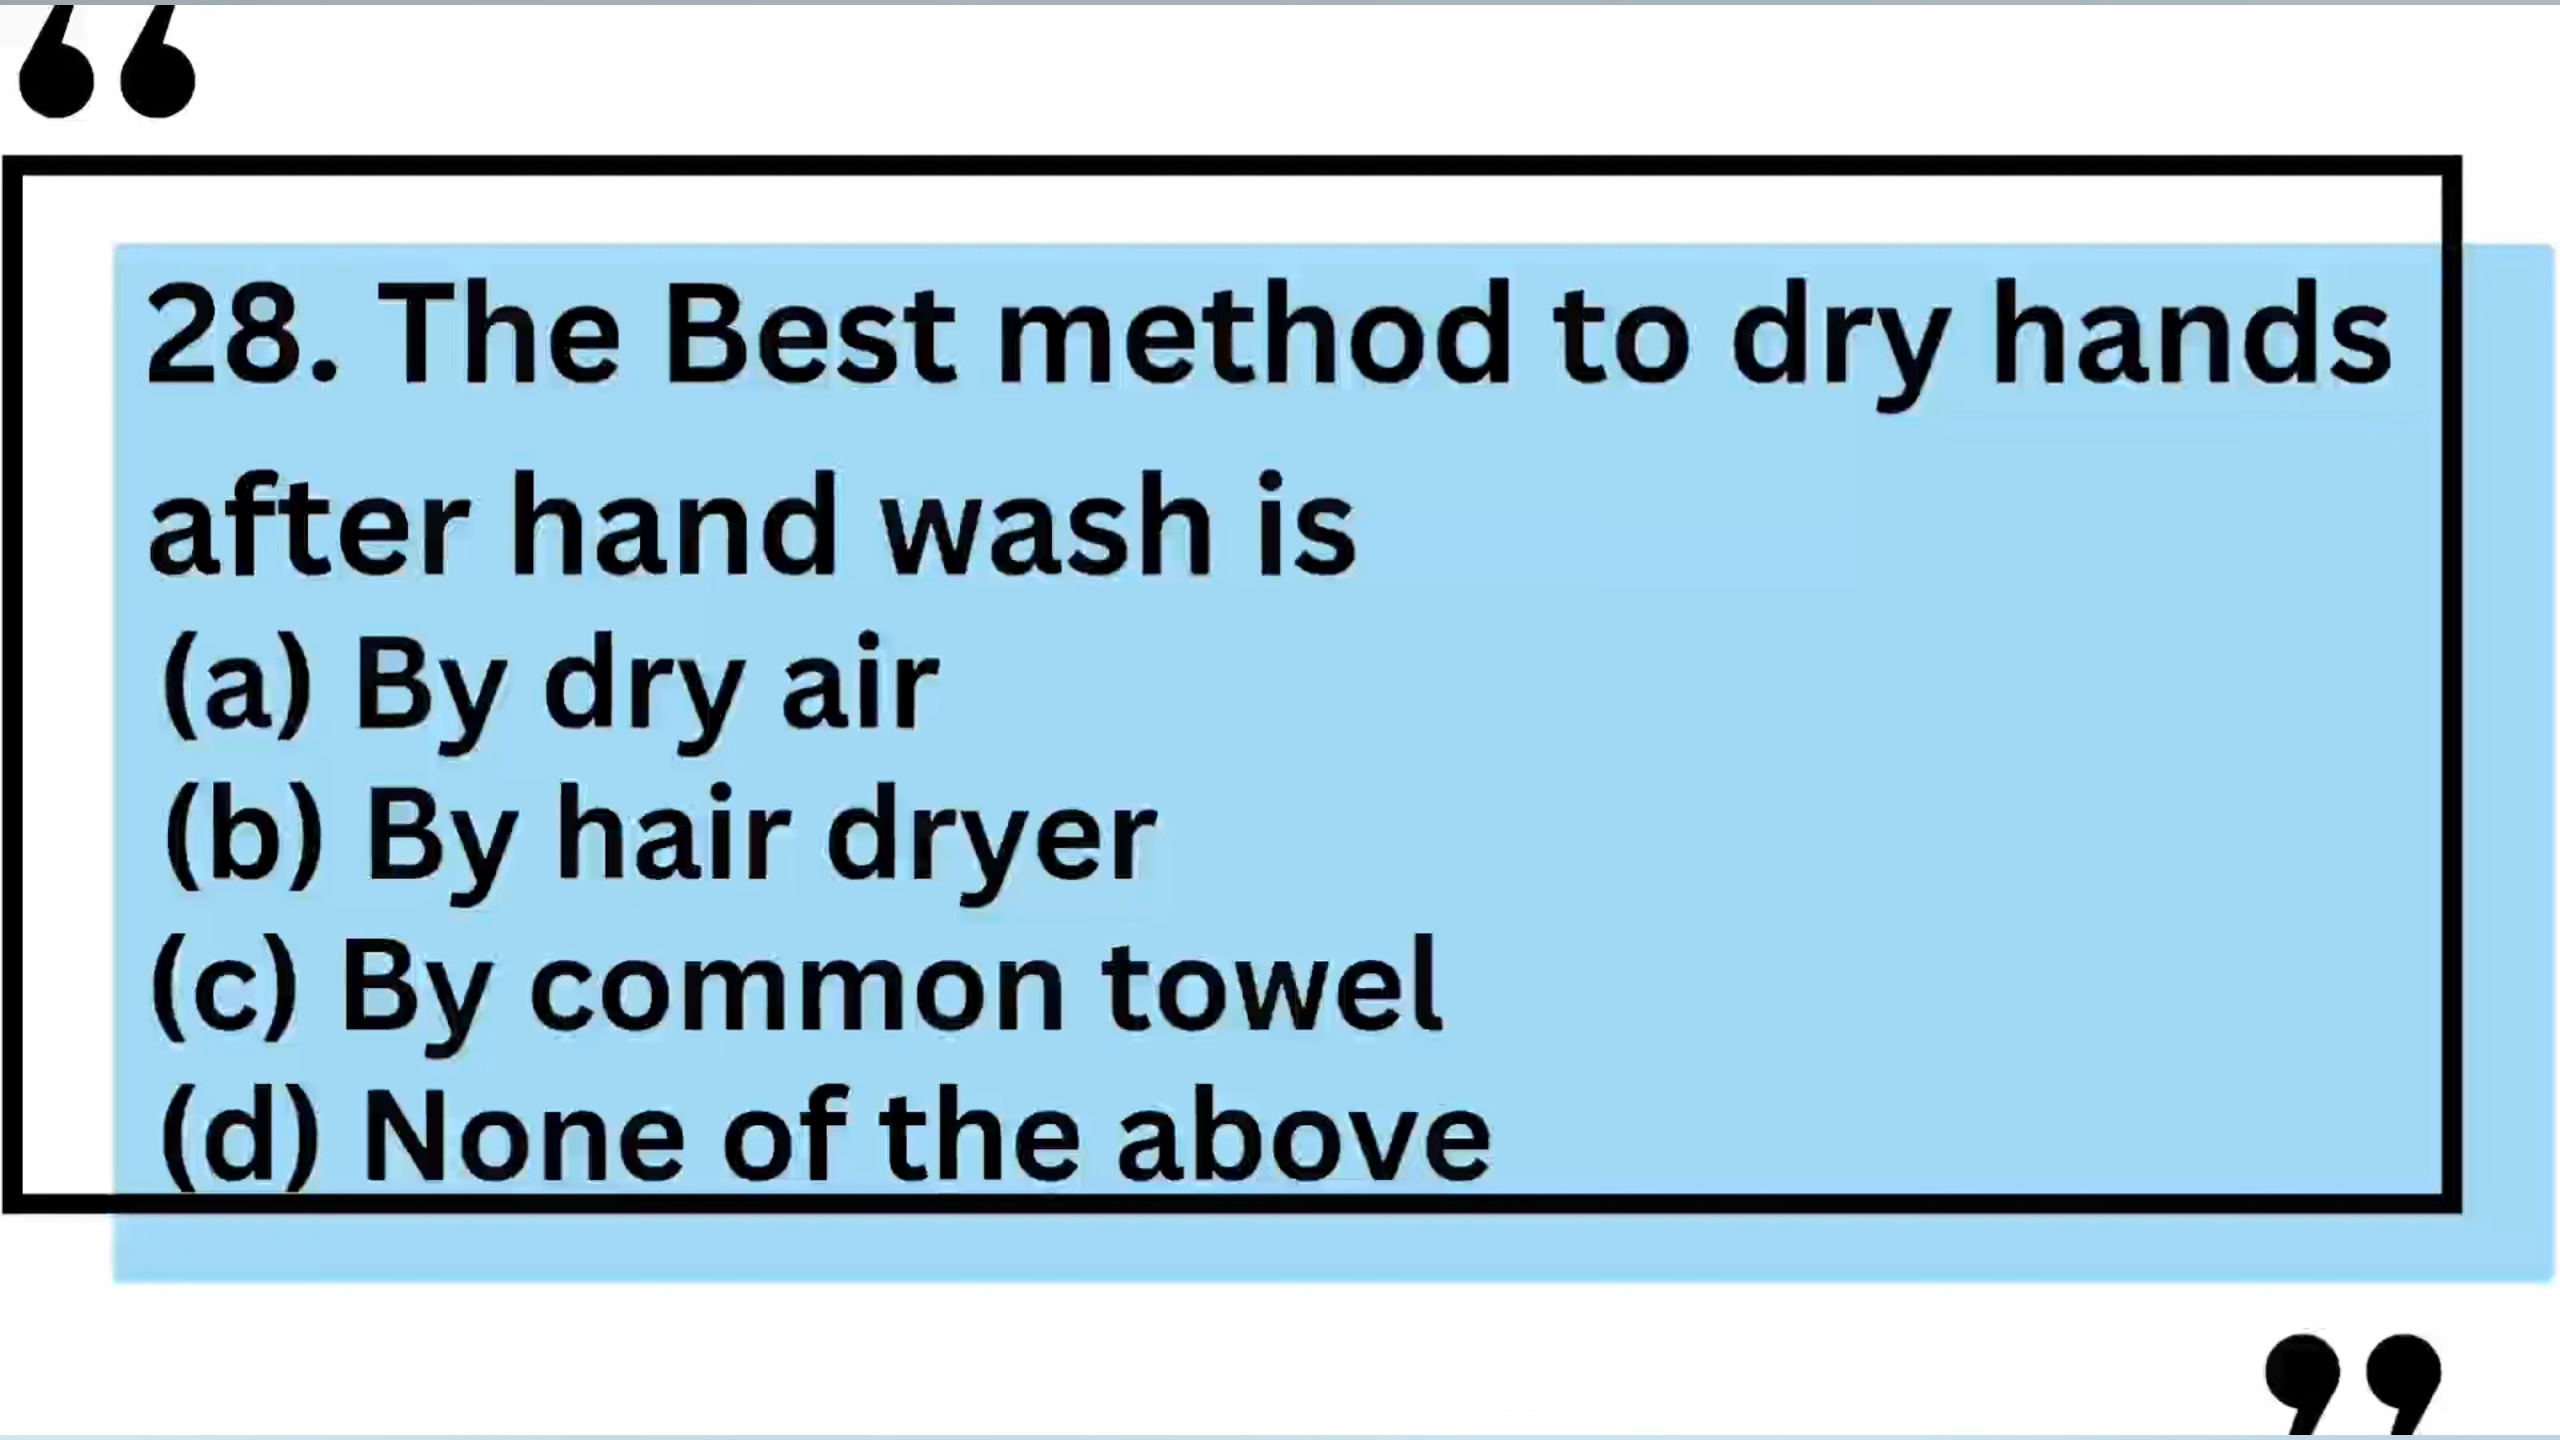 “
28. The Best method to dry hands
after hand wash is
(a) By dry air
(b) By hair dryer
(c) By common towel
(d) None of the above
”